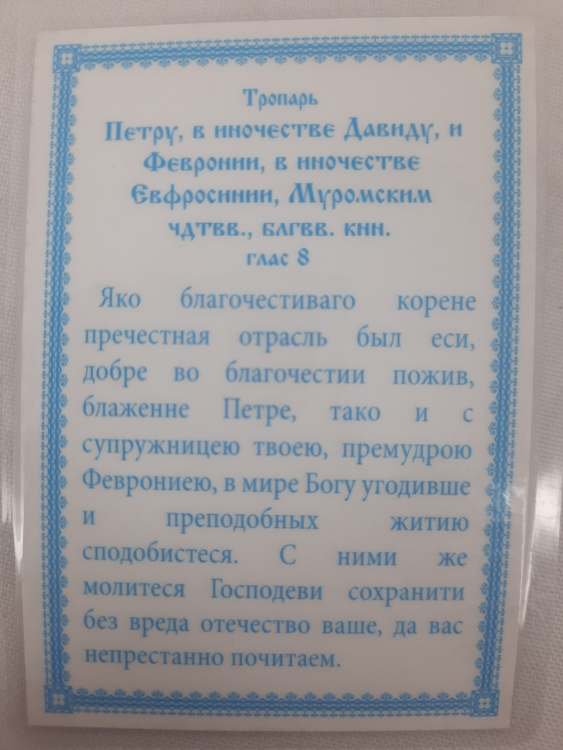 Тропарь
Петру, в иночестве Давиду, и
Февронии, в иночестве
Евфросинии, Муромским
чдтвв., блгвв. кнн.
глас 8
Яко благочестиваго корене
пречестная отрасль был еси,
добре во благочестии пожив,
блаженне Петре, тако и с
супружницею твоею, премудрою
Феврониею, в мире Богу угодивше
и преподобных житию
сподобистеся. С ними же
молитеся Господеви сохранити
без вреда отечество ваше, да вас
непрестанно почитаем.